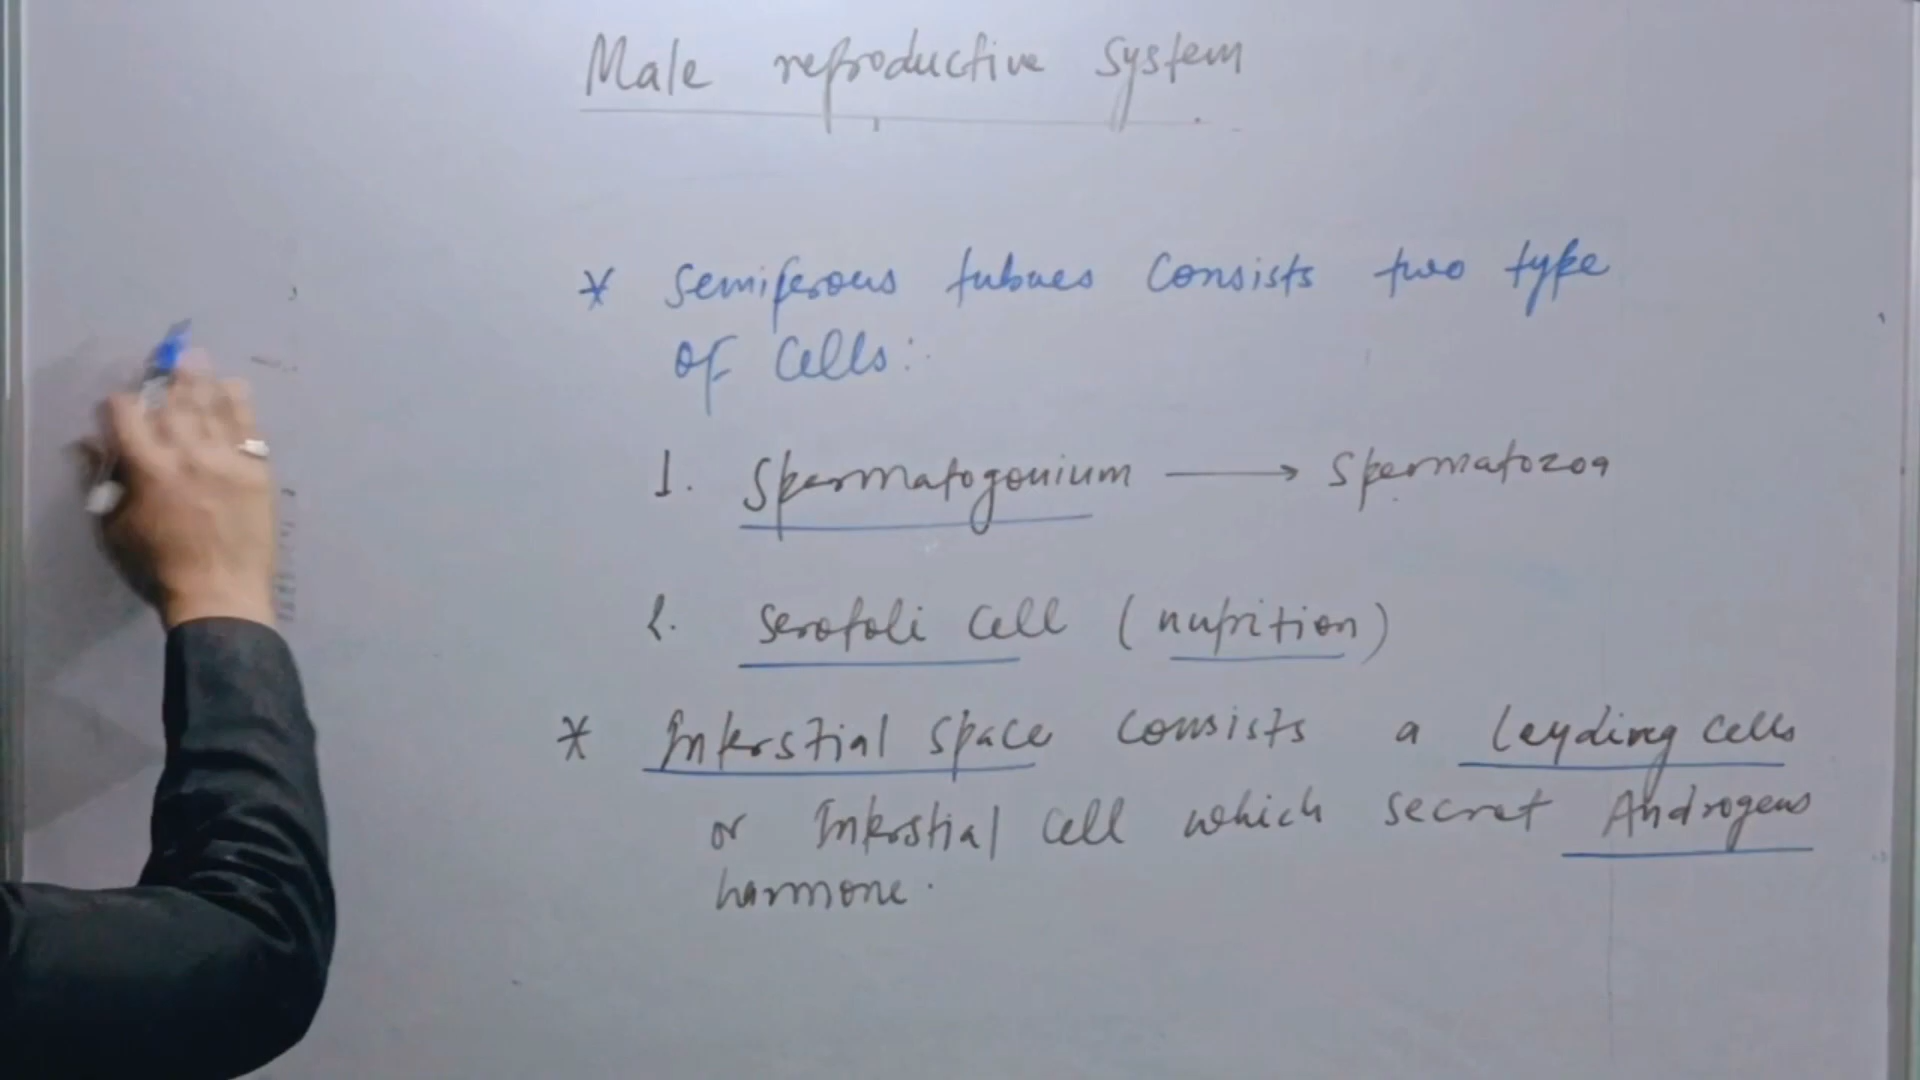 Male reproductive system
* Semiferous tubues consists two type
of cells:
1. Spermatogonium → Spermatozoa
2. Serotoli cell (nutrition)
* Interstial space consists a leyding cells
or Interstial cell which secret Androgens
harmone.